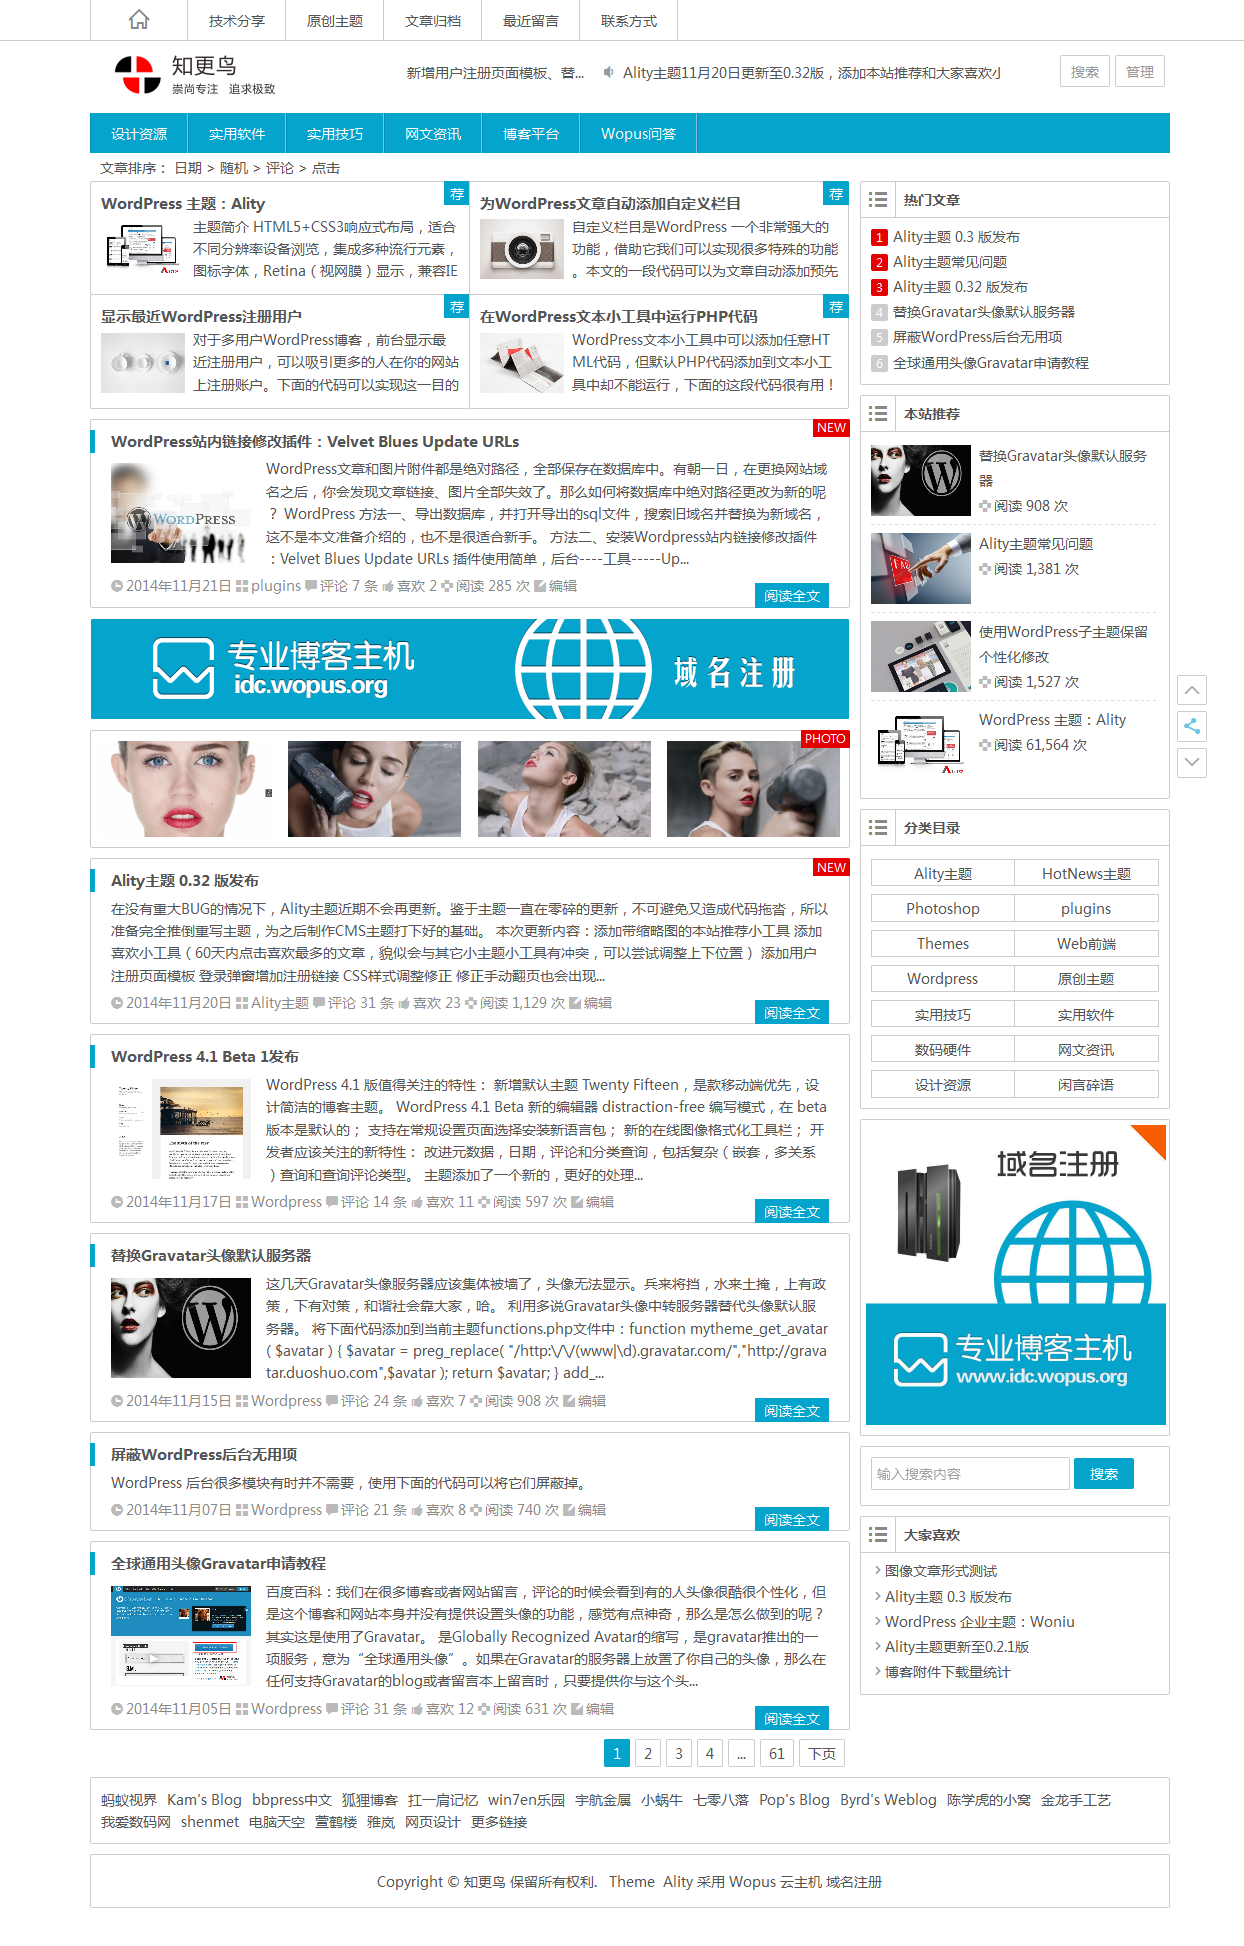 技术分享 原创主题 文章归档 最近留言 联系方式
知更鸟
崇尚专注 追求极致
新增用户注册页面模板、替... Ality主题11月20日更新至0.32版，添加本站推荐和大家喜欢小
搜索 管理
设计资源 实用软件 实用技巧 网文资讯 博客平台 Wopus问答
文章排序： 日期 > 随机 > 评论 > 点击
WordPress 主题：Ality
荐
主题简介 HTML5+CSS3响应式布局，适合
不同分辨率设备浏览，集成多种流行元素，
图标字体，Retina（视网膜）显示，兼容IE
为WordPress文章自动添加自定义栏目
荐
自定义栏目是WordPress 一个非常强大的
功能，借助它我们可以实现很多特殊的功能
。本文的一段代码可以为文章自动添加预先
显示最近WordPress注册用户
荐
对于多用户WordPress博客，前台显示最
近注册用户，可以吸引更多的人在你的网站
上注册账户。下面的代码可以实现这一目的
在WordPress文本小工具中运行PHP代码
荐
WordPress文本小工具中可以添加任意HT
ML代码，但默认PHP代码添加到文本小工
具中却不能运行，下面的这段代码很有用！
NEW
WordPress站内链接修改插件：Velvet Blues Update URLs
WORDPRESS
WordPress文章和图片附件都是绝对路径，全部保存在数据库中。有朝一日，在更换网站域
名之后，你会发现文章链接、图片全部失效了。那么如何将数据库中绝对路径更改为新的呢
？ WordPress 方法一、导出数据库，并打开导出的sql文件，搜索旧域名并替换为新域名，
这不是本文准备介绍的，也不是很适合新手。 方法二、安装Wordpress站内链接修改插件
：Velvet Blues Update URLs 插件使用简单，后台----工具-----Up...
2014年11月21日 plugins 评论 7 条 喜欢 2 阅读 285 次 编辑
阅读全文
专业博客主机
idc.wopus.org
域名注册
PHOTO
NEW
Ality主题 0.32 版发布
在没有重大BUG的情况下，Ality主题近期不会再更新。鉴于主题一直在零碎的更新，不可避免又造成代码拖沓，所以
准备完全推倒重写主题，为之后制作CMS主题打下好的基础。 本次更新内容：添加带缩略图的本站推荐小工具 添加
喜欢小工具（60天内点击喜欢最多的文章，貌似会与其它小主题小工具有冲突，可以尝试调整上下位置） 添加用户
注册页面模板 登录弹窗增加注册链接 CSS样式调整修正 修正手动翻页也会出现...
2014年11月20日 Ality主题 评论 31 条 喜欢 23 阅读 1,129 次 编辑
阅读全文
WordPress 4.1 Beta 1发布
WordPress 4.1 版值得关注的特性： 新增默认主题 Twenty Fifteen，是款移动端优先，设
计简洁的博客主题。 WordPress 4.1 Beta 新的编辑器 distraction-free 编写模式，在 beta
版本是默认的； 支持在常规设置页面选择安装新语言包； 新的在线图像格式化工具栏； 开
发者应该关注的新特性： 改进元数据，日期，评论和分类查询，包括复杂（嵌套，多关系
）查询和查询评论类型。 主题添加了一个新的，更好的处理...
2014年11月17日 Wordpress 评论 14 条 喜欢 11 阅读 597 次 编辑
阅读全文
替换Gravatar头像默认服务器
这几天Gravatar头像服务器应该集体被墙了，头像无法显示。兵来将挡，水来土掩，上有政
策，下有对策，和谐社会靠大家，哈。 利用多说Gravatar头像中转服务器替代头像默认服
务器。 将下面代码添加到当前主题functions.php文件中：function mytheme_get_avatar
( $avatar ) { $avatar = preg_replace( "/http:\/\/(www|\d).gravatar.com/","http://grava
tar.duoshuo.com",$avatar ); return $avatar; } add_...
2014年11月15日 Wordpress 评论 24 条 喜欢 7 阅读 908 次 编辑
阅读全文
屏蔽WordPress后台无用项
WordPress 后台很多模块有时并不需要，使用下面的代码可以将它们屏蔽掉。
2014年11月07日 Wordpress 评论 21 条 喜欢 8 阅读 740 次 编辑
阅读全文
全球通用头像Gravatar申请教程
百度百科：我们在很多博客或者网站留言，评论的时候会看到有的人头像很酷很个性化，但
是这个博客和网站本身并没有提供设置头像的功能，感觉有点神奇，那么是怎么做到的呢？
其实这是使用了Gravatar。 是Globally Recognized Avatar的缩写，是gravatar推出的一
项服务，意为“全球通用头像”。如果在Gravatar的服务器上放置了你自己的头像，那么在
任何支持Gravatar的blog或者留言本上留言时，只要提供你与这个头...
2014年11月05日 Wordpress 评论 31 条 喜欢 12 阅读 631 次 编辑
阅读全文
1 2 3 4 ... 61 下页
热门文章
1 Ality主题 0.3 版发布
2 Ality主题常见问题
3 Ality主题 0.32 版发布
4 替换Gravatar头像默认服务器
5 屏蔽WordPress后台无用项
6 全球通用头像Gravatar申请教程
本站推荐
替换Gravatar头像默认服务
器
阅读 908 次
Ality主题常见问题
阅读 1,381 次
使用WordPress子主题保留
个性化修改
阅读 1,527 次
WordPress 主题：Ality
阅读 61,564 次
分类目录
Ality主题 HotNews主题
Photoshop plugins
Themes Web前端
Wordpress 原创主题
实用技巧 实用软件
数码硬件 网文资讯
设计资源 闲言碎语
域名注册
专业博客主机
www.idc.wopus.org
输入搜索内容 搜索
大家喜欢
图像文章形式测试
Ality主题 0.3 版发布
WordPress 企业主题：Woniu
Ality主题更新至0.2.1版
博客附件下载量统计
蚂蚁视界 Kam's Blog bbpress中文 狐狸博客 扛一肩记忆 win7en乐园 宇航金属 小蜗牛 七零八落 Pop's Blog Byrd's Weblog 陈学虎的小窝 金龙手工艺
我爱数码网 shenmet 电脑天空 萱鹤楼 雅岚 网页设计 更多链接
Copyright © 知更鸟 保留所有权利. Theme Ality 采用 Wopus 云主机 域名注册